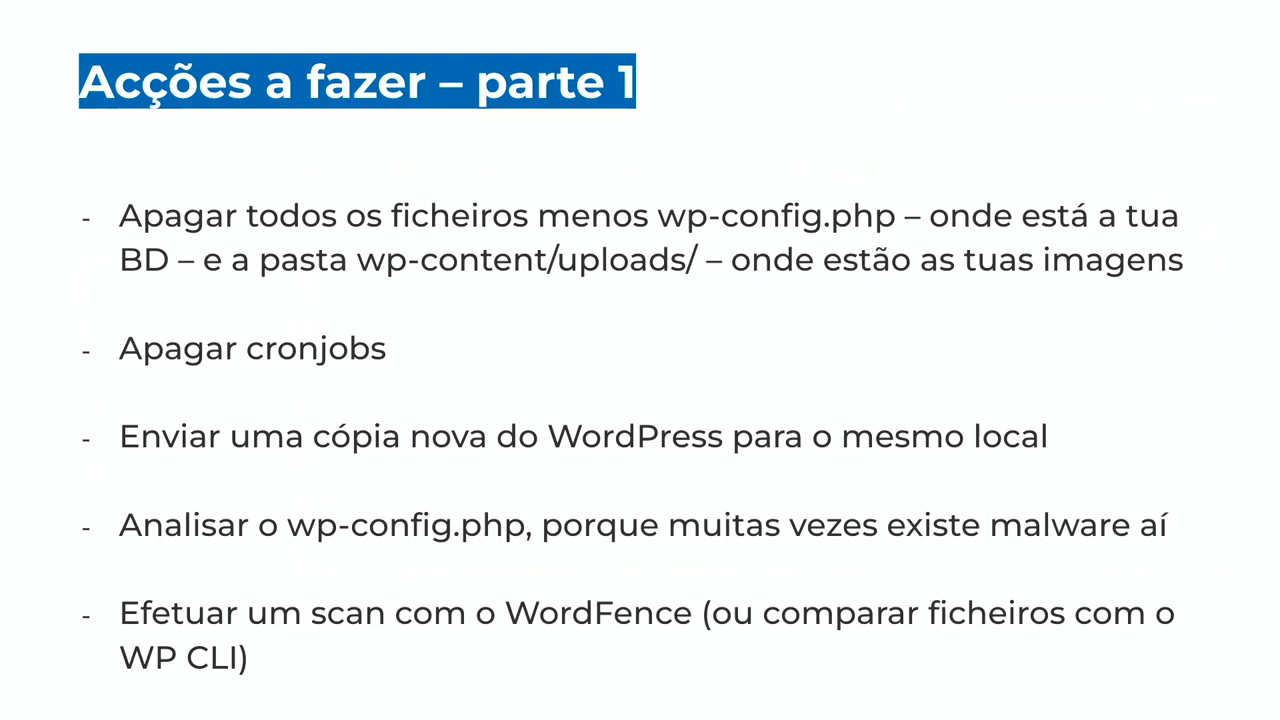 Acções a fazer – parte 1
- Apagar todos os ficheiros menos wp-config.php – onde está a tua
BD – e a pasta wp-content/uploads/ – onde estão as tuas imagens
- Apagar cronjobs
- Enviar uma cópia nova do WordPress para o mesmo local
- Analisar o wp-config.php, porque muitas vezes existe malware aí
- Efetuar um scan com o WordFence (ou comparar ficheiros com o
WP CLI)